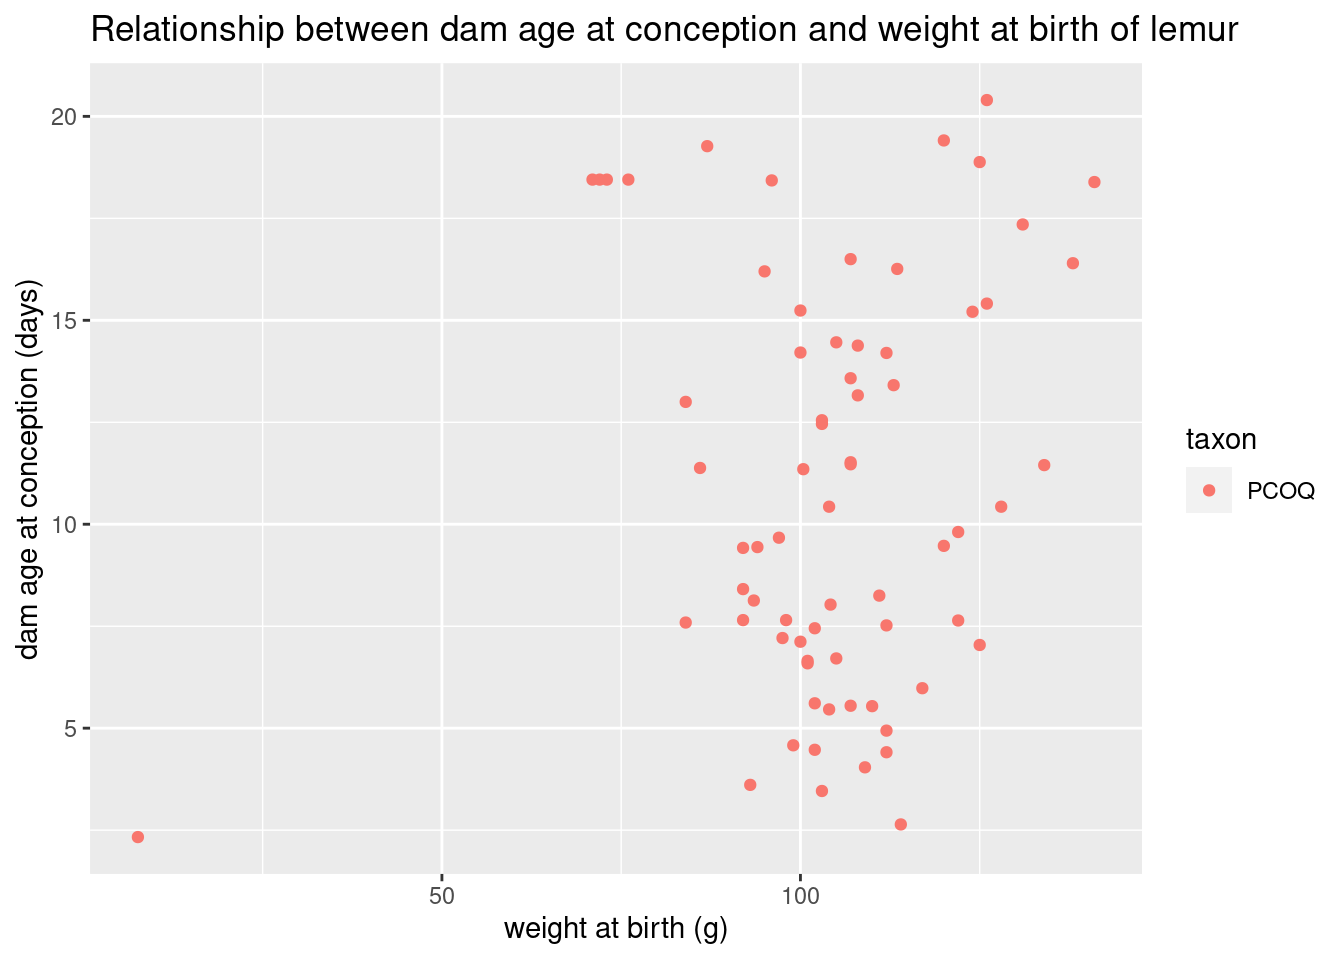 Relationship between dam age at conception and weight at birth of lemur
20
15
10
5
dam age at conception (days)
50
100
weight at birth (g)
taxon
PCOQ